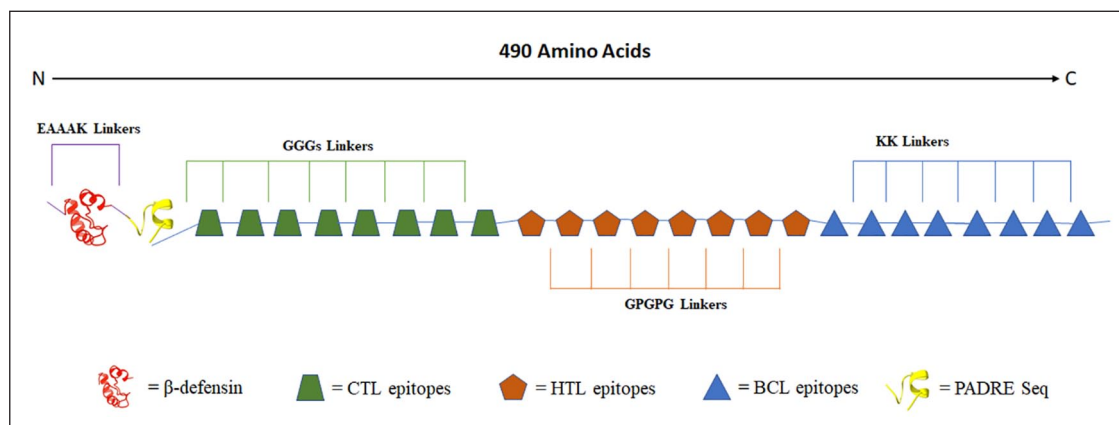 490 Amino Acids
N
C
EAAAK Linkers
GGGs Linkers
KK Linkers
GPGPG Linkers
= β-defensin
= CTL epitopes
= HTL epitopes
= BCL epitopes
= PADRE Seq